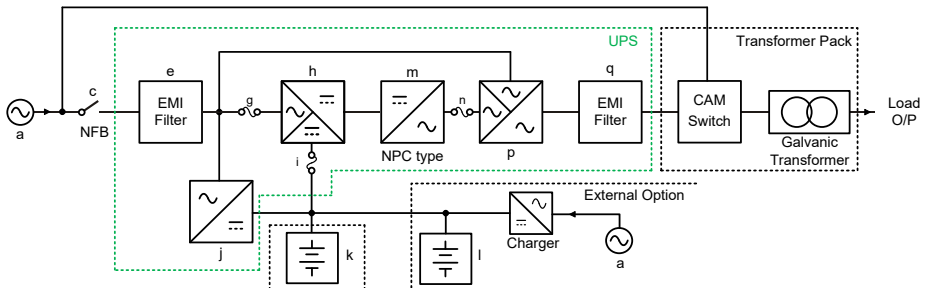 UPS
Transformer Pack
e
h
m
q
c
g
n
EMI
Filter
EMI
Filter
CAM
Switch
Load
O/P
a
NFB
NPC type
p
Galvanic
Transformer
i
External Option
j
k
l
Charger
a